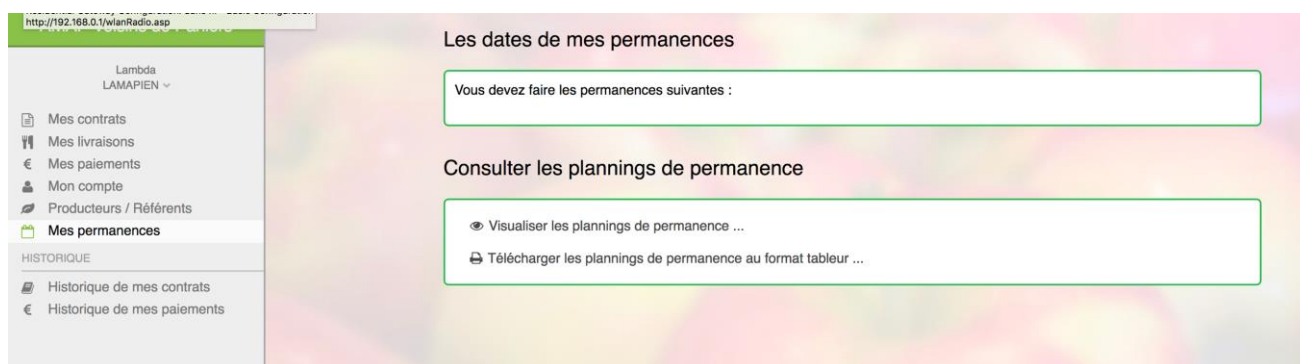 http://192.168.0.1/wlanRadio.asp
Lambda
LAMAPIEN
Mes contrats
Mes livraisons
Mes paiements
Mon compte
Producteurs / Référents
Mes permanences
HISTORIQUE
Historique de mes contrats
Historique de mes paiements
Les dates de mes permanences
Vous devez faire les permanences suivantes :
Consulter les plannings de permanence
Visualiser les plannings de permanence ...
Télécharger les plannings de permanence au format tableur ...